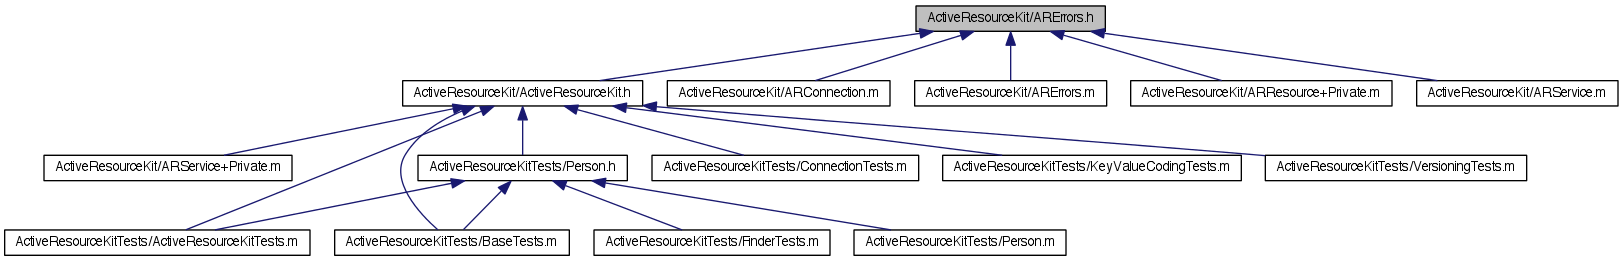 ActiveResourceKit/ARErrors.h
ActiveResourceKit/ActiveResourceKit.h
ActiveResourceKit/ARConnection.m
ActiveResourceKit/ARErrors.m
ActiveResourceKit/ARResource+Private.m
ActiveResourceKit/ARService.m
ActiveResourceKit/ARService+Private.m
ActiveResourceKitTests/Person.h
ActiveResourceKitTests/ConnectionTests.m
ActiveResourceKitTests/KeyValueCodingTests.m
ActiveResourceKitTests/VersioningTests.m
ActiveResourceKitTests/ActiveResourceKitTests.m
ActiveResourceKitTests/BaseTests.m
ActiveResourceKitTests/FinderTests.m
ActiveResourceKitTests/Person.m